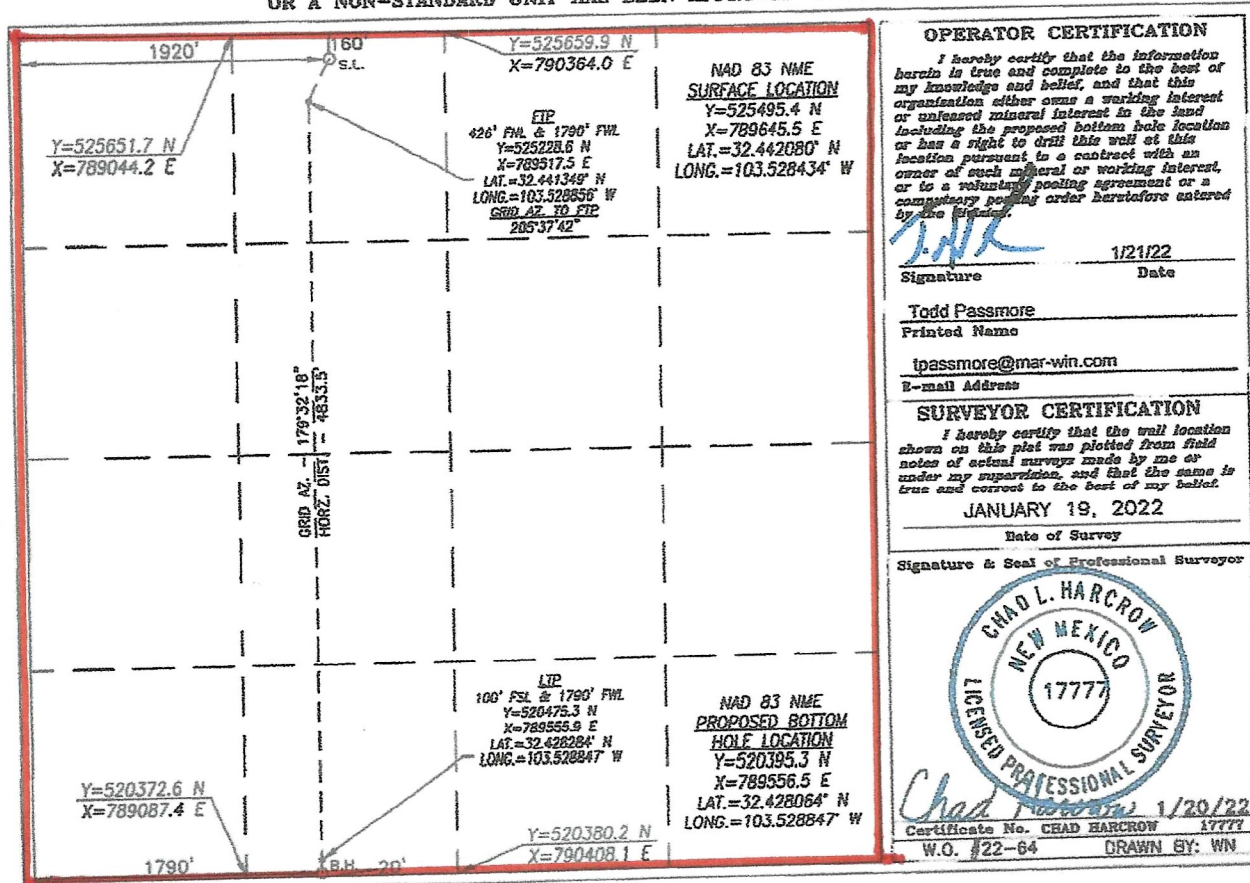 1920'
160'
S.L.
Y=525659.9 N
X=790364.0 E
Y=525651.7 N
X=789044.2 E
FTP
426' FNL & 1790' FWL
Y=525228.6 N
X=789517.5 E
LAT.=32.441349° N
LONG.=103.528856° W
GRID AZ. TO FTP
205°37'42"
NAD 83 NME
SURFACE LOCATION
Y=525495.4 N
X=789645.5 E
LAT.=32.442080° N
LONG.=103.528434° W
GRID AZ. – 179°32'18"
HORZ. DIST. – 4833.5'
LTP
100' FSL & 1790' FWL
Y=520475.3 N
X=789555.9 E
LAT.=32.428284° N
LONG.=103.528847° W
NAD 83 NME
PROPOSED BOTTOM
HOLE LOCATION
Y=520395.3 N
X=789556.5 E
LAT.=32.428064° N
LONG.=103.528847° W
Y=520372.6 N
X=789087.4 E
Y=520380.2 N
X=790408.1 E
1790'
B.H.
20'
OPERATOR CERTIFICATION
I hereby certify that the information
herein is true and complete to the best of
my knowledge and belief, and that this
organization either owns a working interest
or unleased mineral interest in the land
including the proposed bottom hole location
or has a right to drill this well at this
location pursuant to a contract with an
owner of such mineral or working interest,
or to a voluntary pooling agreement or a
compulsory pooling order heretofore entered
by the division.
1/21/22
Signature Date
Todd Passmore
Printed Name
tpassmore@mar-win.com
E-mail Address
SURVEYOR CERTIFICATION
I hereby certify that the well location
shown on this plat was plotted from field
notes of actual surveys made by me or
under my supervision, and that the same is
true and correct to the best of my belief.
JANUARY 19, 2022
Date of Survey
Signature & Seal of Professional Surveyor
CHAD L. HARCROW
NEW MEXICO
17777
LICENSED PROFESSIONAL SURVEYOR
Chad Harcrow 1/20/22
Certificate No. CHAD HARCROW 17777
W.O. #22-64 DRAWN BY: WN